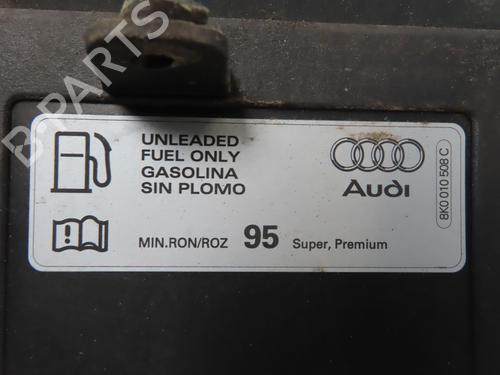 B-PARTS
UNLEADED
FUEL ONLY
GASOLINA
SIN PLOMO
Audi
8K0 010 508 C
MIN.RON/ROZ 95 Super, Premium